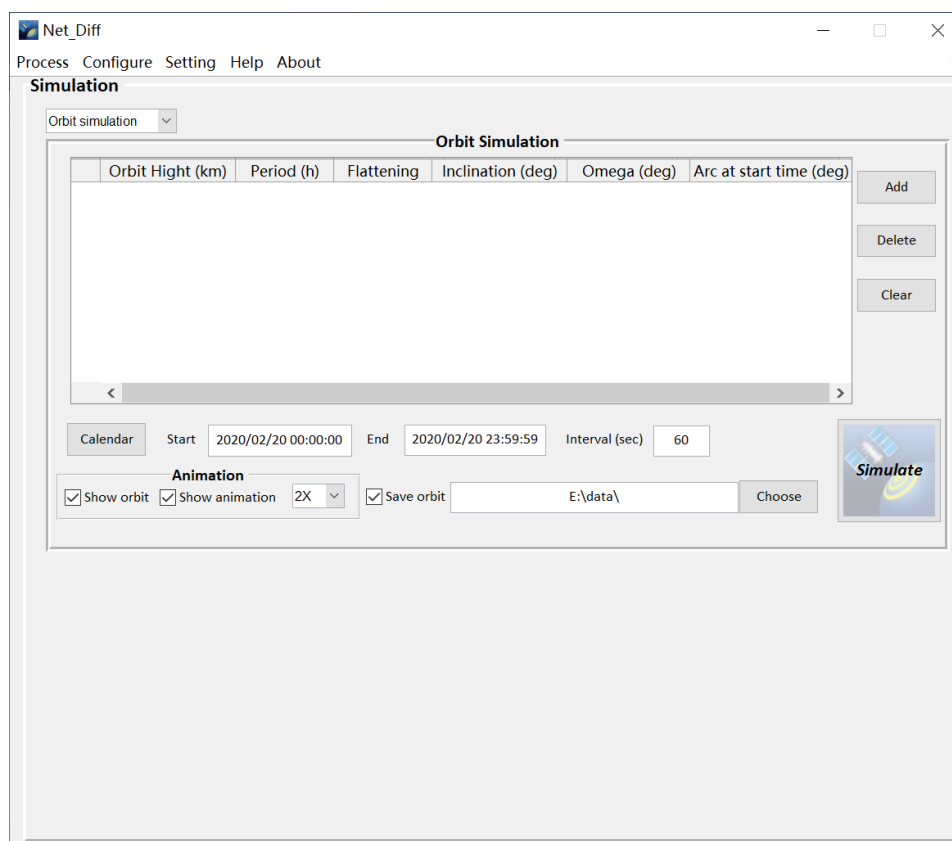 Net_Diff
Process Configure Setting Help About
Simulation
Orbit simulation
Orbit Simulation
Orbit Hight (km) Period (h) Flattening Inclination (deg) Omega (deg) Arc at start time (deg)
Add
Delete
Clear
Calendar Start 2020/02/20 00:00:00 End 2020/02/20 23:59:59 Interval (sec) 60
Simulate
Animation
Show orbit Show animation 2X Save orbit E:\data\ Choose